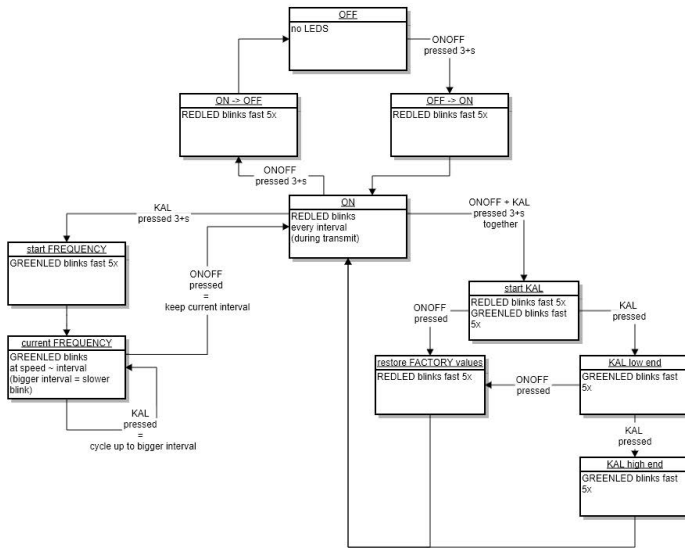 OFF
no LEDS
ONOFF
pressed 3+s
ON -> OFF
REDLED blinks fast 5x
OFF -> ON
REDLED blinks fast 5x
ONOFF
pressed 3+s
ON
REDLED blinks
every interval
(during transmit)
KAL
pressed 3+s
ONOFF + KAL
pressed 3+s
together
start FREQUENCY
GREENLED blinks fast 5x
ONOFF
pressed
=
keep current interval
start KAL
REDLED blinks fast 5x
GREENLED blinks fast
5x
ONOFF
pressed
KAL
pressed
current FREQUENCY
GREENLED blinks
at speed ~ interval
(bigger interval = slower
blink)
restore FACTORY values
REDLED blinks fast 5x
KAL low end
GREENLED blinks fast
5x
ONOFF
pressed
KAL
pressed
=
cycle up to bigger interval
KAL
pressed
KAL high end
GREENLED blinks fast
5x